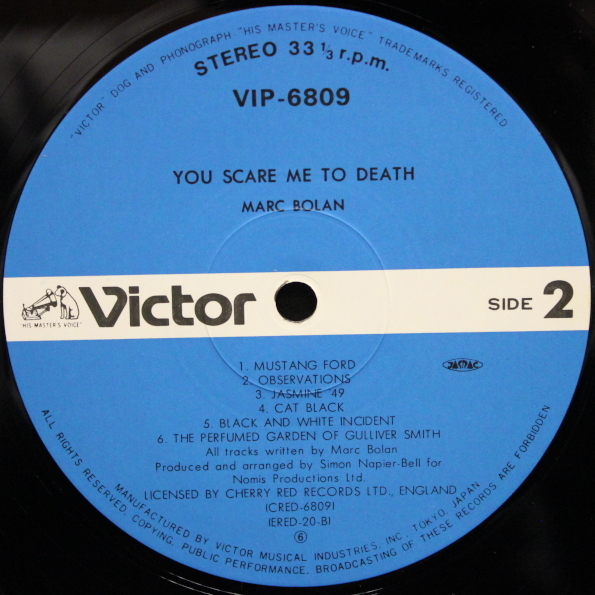 "VICTOR" DOG AND PHONOGRAPH·"HIS MASTER'S VOICE" TRADEMARKS REGISTERED
STEREO 33 1/3 r.p.m.
VIP-6809
YOU SCARE ME TO DEATH
MARC BOLAN
"HIS MASTER'S VOICE"
Victor
SIDE 2
1. MUSTANG FORD
2. OBSERVATIONS
3. JASMINE '49
4. CAT BLACK
5. BLACK AND WHITE INCIDENT
6. THE PERFUMED GARDEN OF GULLIVER SMITH
JASRAC
All tracks written by Marc Bolan
Produced and arranged by Simon Napier-Bell for
Nomis Productions Ltd.
LICENSED BY CHERRY RED RECORDS LTD., ENGLAND
(CRED-6809)
(ERED-20-B)
6
ALL RIGHTS RESERVED. COPYING, PUBLIC PERFORMANCE, BROADCASTING OF THESE RECORDS ARE FORBIDDEN
MANUFACTURED BY VICTOR MUSICAL INDUSTRIES, INC., TOKYO, JAPAN